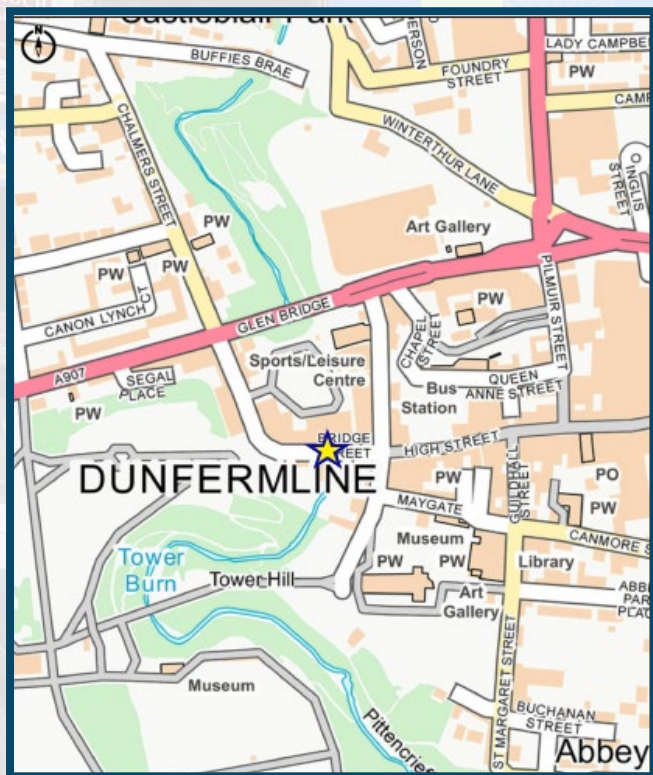 N
Castleblair Park
BUFFIES BRAE
FOUNDRY
STREET
LADY CAMPBE
PW
CAMP
CHALMERS STREET
WINTERTHUR LANE
INGLIS
STREET
PW
Art Gallery
PW
PW
CANON LYNCH CT
GLEN BRIDGE
PILMUIR STREET
PW
CHAPEL
STREET
A907
SEGAL
PLACE
Sports/Leisure
Centre
Bus
Station
QUEEN
ANNE STREET
PW
BRIDGE
STREET
HIGH STREET
DUNFERMLINE
PW
GUILDHALL
STREET
PO
PW
MAYGATE
Museum
CANMORE S
Tower
Burn
Tower Hill
PW
PW
Library
Art
Gallery
ABB
PAR
PLAC
Museum
ST MARGARET STREET
Pittencrief
BUCHANAN
STREET
Abbey